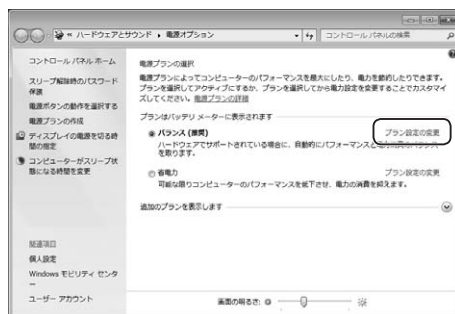 « ハードウェアとサウンド ▸ 電源オプション
コントロール パネルの検索
コントロール パネル ホーム
スリープ解除時のパスワード
保護
電源ボタンの動作を選択する
電源プランの作成
ディスプレイの電源を切る時
間の指定
コンピューターがスリープ状
態になる時間を変更
関連項目
個人設定
Windows モビリティ センタ
ー
ユーザー アカウント
電源プランの選択
電源プランによってコンピューターのパフォーマンスを最大にしたり、電力を節約したりできます。
プランを選択してアクティブにするか、プランを選択してから電力設定を変更することでカスタマイ
ズしてください。電源プランの詳細
プランはバッテリ メーターに表示されます
バランス (推奨)
プラン設定の変更
ハードウェアでサポートされている場合に、自動的にパフォーマンスと
を取ります。
省電力
プラン設定の変更
可能な限りコンピューターのパフォーマンスを低下させ、電力の消費を抑えます。
追加のプランを表示します
画面の明るさ: